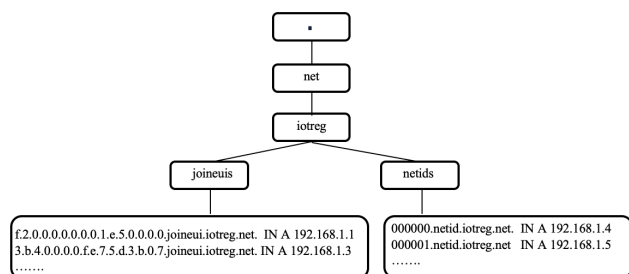 .
net
iotreg
joineuis
netids
f.2.0.0.0.0.0.0.0.1.e.5.0.0.0.0.joineui.iotreg.net. IN A 192.168.1.1
3.b.4.0.0.0.0.f.e.7.5.d.3.b.0.7.joineui.iotreg.net. IN A 192.168.1.3
…….
000000.netid.iotreg.net. IN A 192.168.1.4
000001.netid.iotreg.net IN A 192.168.1.5
…….